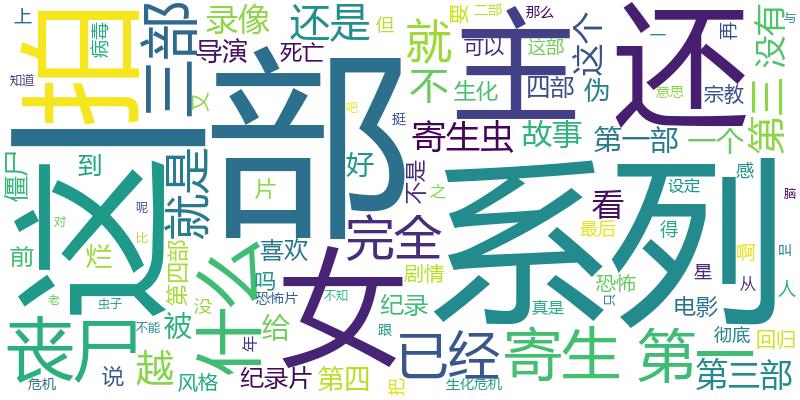 上
拍
病毒
三部
录像
导演
还是
死亡
但
就
不
要
二部
那么
主
可以
这部
这个
还
再
没有
一
与
知道
文
生化
四部
伪
意思
宗教
第三
这
部
寄生虫
挺
吧
故事
第一部
一个
僵尸
到
就是
片
好
不是
之
系列
看
设定
感
脑
对
呢
比
前
烂
第四部
喜欢
完全
女
剧情
最后
得
啊
叫
老
虫子
没
什么
吗
恐怖片
不知
纪录
恐怖
只
星
从
人
丧尸
不能
被
给
年
跟
已经
真是
电影
寄生
第一
彻底
回归
危机
说
越
风格
纪录片
第四
把
生化危机
第三部